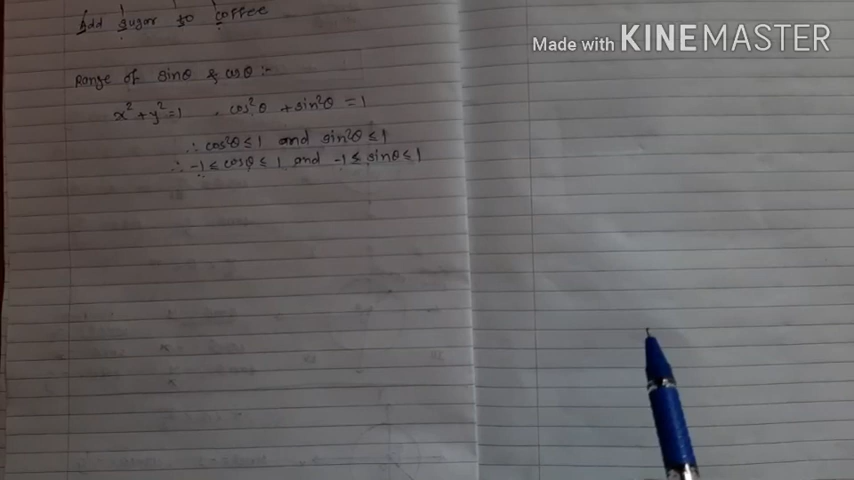 Add sugar to coffee
Made with KINEMASTER
Range of sinθ & cosθ :-
x² + y² = 1 . cos²θ + sin²θ = 1
∴ cos²θ ≤ 1 and sin²θ ≤ 1
∴ -1 ≤ cosθ ≤ 1 and -1 ≤ sinθ ≤ 1